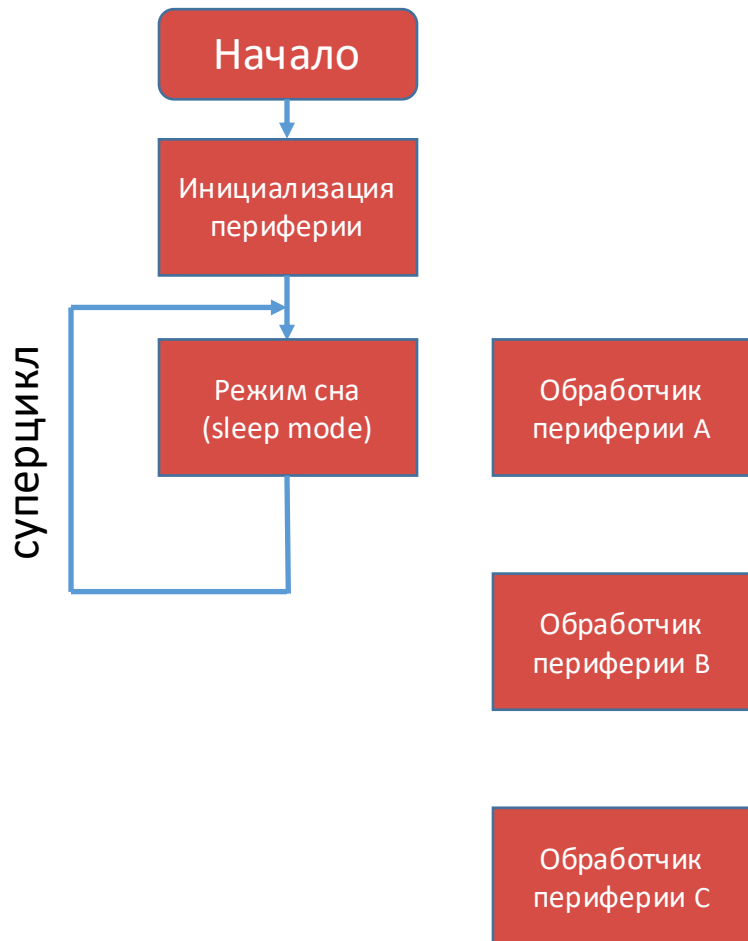 Начало
Инициализация
периферии
суперцикл
Режим сна
(sleep mode)
Обработчик
периферии A
Обработчик
периферии B
Обработчик
периферии C